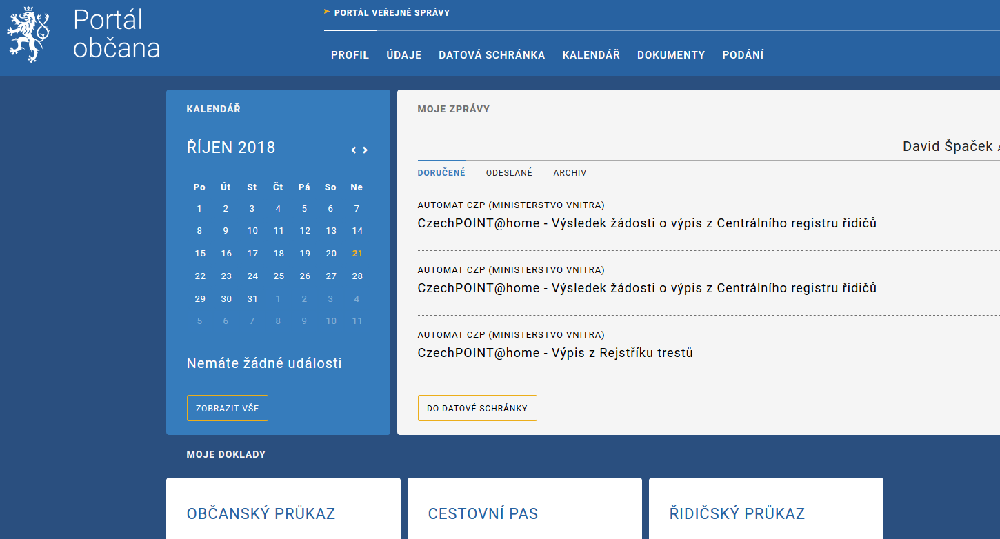 Portál
občana
PORTÁL VEŘEJNÉ SPRÁVY
PROFIL ÚDAJE DATOVÁ SCHRÁNKA KALENDÁŘ DOKUMENTY PODÁNÍ
KALENDÁŘ
ŘÍJEN 2018
Po Út St Čt Pá So Ne
1 2 3 4 5 6 7
8 9 10 11 12 13 14
15 16 17 18 19 20 21
22 23 24 25 26 27 28
29 30 31 1 2 3 4
5 6 7 8 9 10 11
Nemáte žádné události
ZOBRAZIT VŠE
MOJE ZPRÁVY
David Špaček
DORUČENÉ ODESLANÉ ARCHIV
AUTOMAT CZP (MINISTERSTVO VNITRA)
CzechPOINT@home - Výsledek žádosti o výpis z Centrálního registru řidičů
AUTOMAT CZP (MINISTERSTVO VNITRA)
CzechPOINT@home - Výsledek žádosti o výpis z Centrálního registru řidičů
AUTOMAT CZP (MINISTERSTVO VNITRA)
CzechPOINT@home - Výpis z Rejstříku trestů
DO DATOVÉ SCHRÁNKY
MOJE DOKLADY
OBČANSKÝ PRŮKAZ
CESTOVNÍ PAS
ŘIDIČSKÝ PRŮKAZ